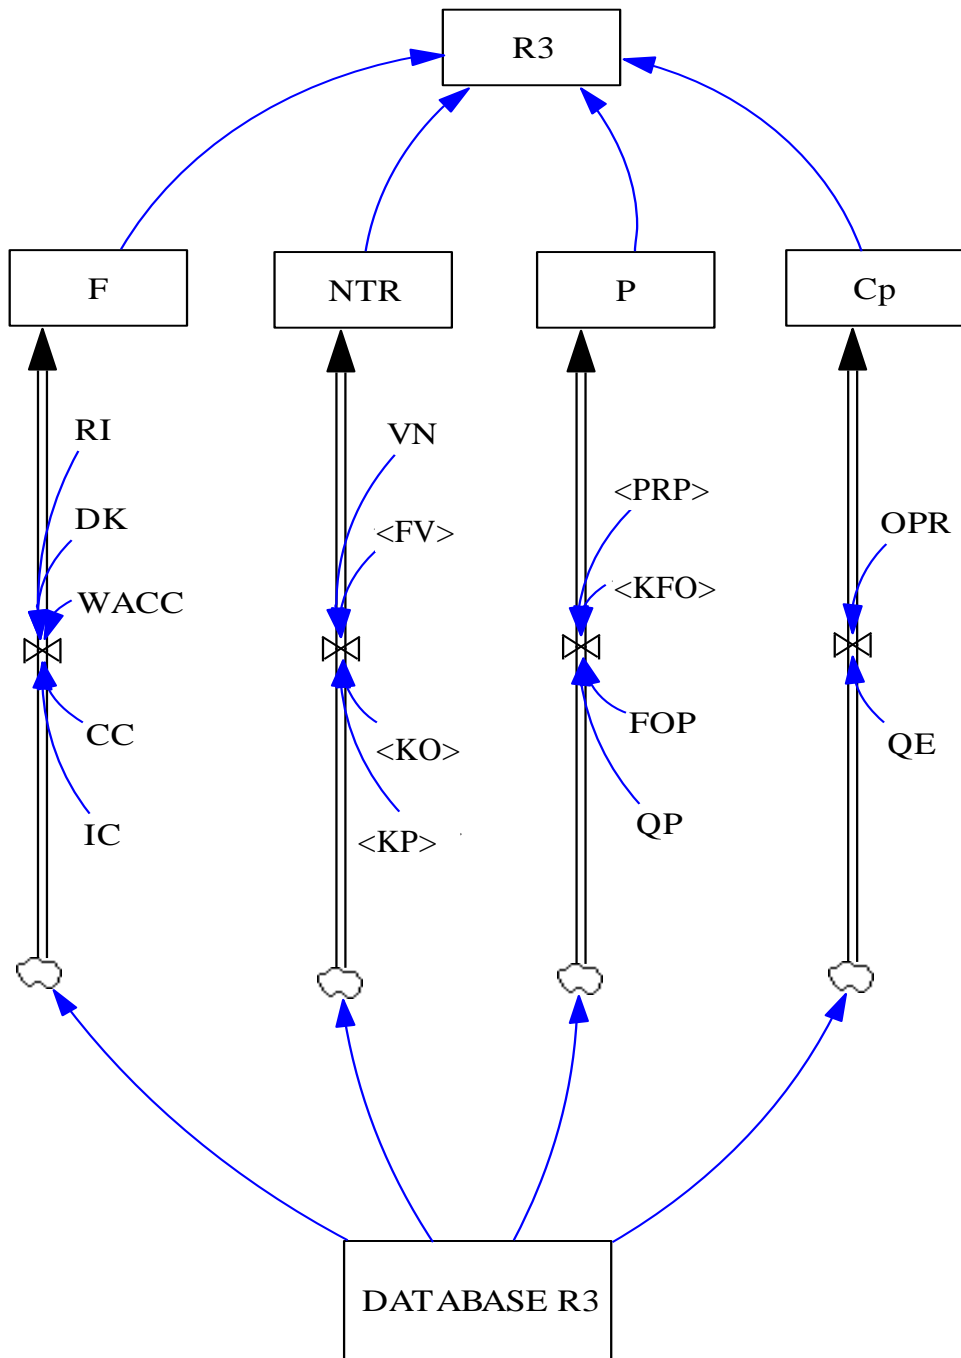 R3
F
NTR
P
Cp
RI
VN
<PRP>
DK
<FV>
OPR
WACC
<KFO>
CC
<KO>
FOP
QE
IC
<KP>
QP
DATABASE R3